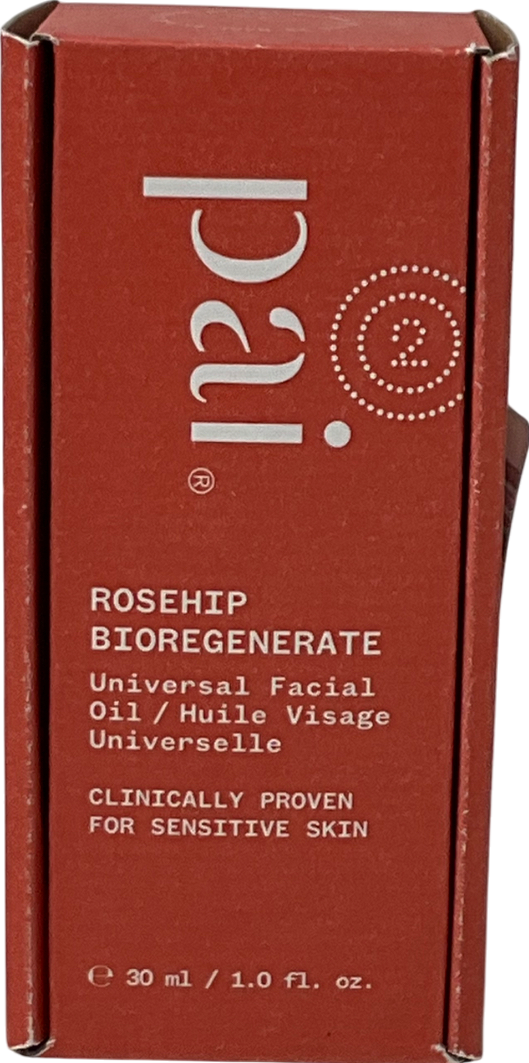 pai®
2
ROSEHIP
BIOREGENERATE
Universal Facial
Oil / Huile Visage
Universelle
CLINICALLY PROVEN
FOR SENSITIVE SKIN
℮ 30 ml / 1.0 fl. oz.